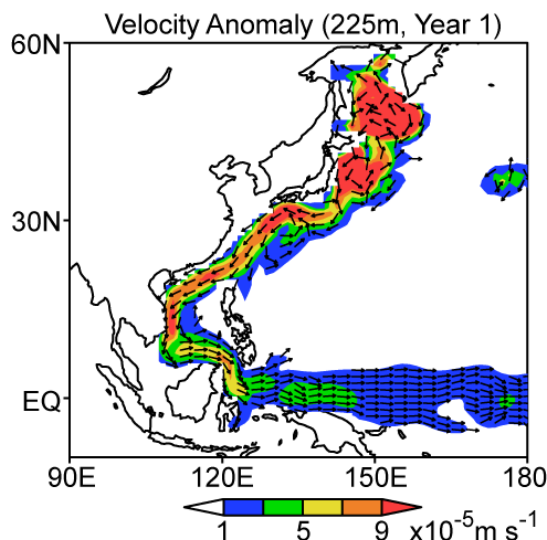 Velocity Anomaly (225m, Year 1)
60N
30N
EQ
90E 120E 150E 180
1 5 9 x10⁻⁵m s⁻¹